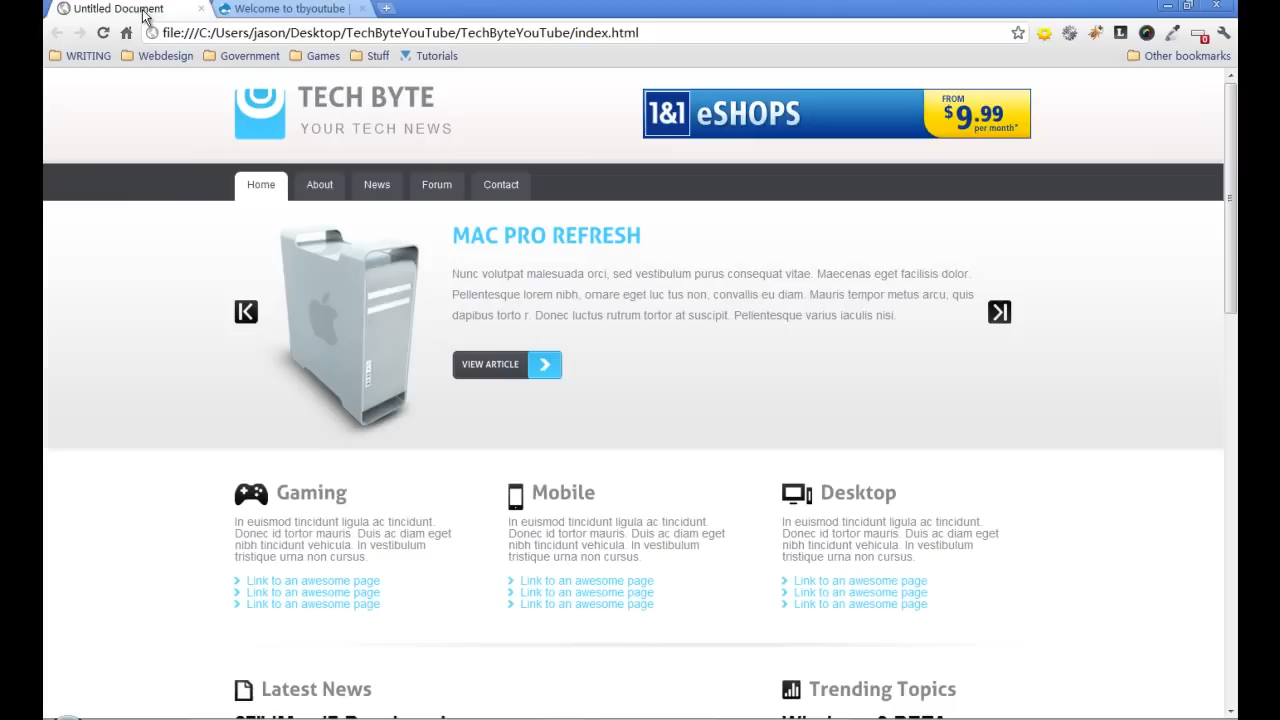 Untitled Document
Welcome to tbyoutube |
file:///C:/Users/jason/Desktop/TechByteYouTube/TechByteYouTube/index.html
L
0
WRITING
Webdesign
Government
Games
Stuff
Tutorials
Other bookmarks
TECH BYTE
YOUR TECH NEWS
1&1 eSHOPS
FROM
$9.99
per month*
Home
About
News
Forum
Contact
MAC PRO REFRESH
Nunc volutpat malesuada orci, sed vestibulum purus consequat vitae. Maecenas eget facilisis dolor.
Pellentesque lorem nibh, ornare eget luc tus non, convallis eu diam. Mauris tempor metus arcu, quis
dapibus torto r. Donec luctus rutrum tortor at suscipit. Pellentesque varius iaculis nisi.
VIEW ARTICLE
Gaming
In euismod tincidunt ligula ac tincidunt.
Donec id tortor mauris. Duis ac diam eget
nibh tincidunt vehicula. In vestibulum
tristique urna non cursus.
Link to an awesome page
Link to an awesome page
Link to an awesome page
Mobile
In euismod tincidunt ligula ac tincidunt.
Donec id tortor mauris. Duis ac diam eget
nibh tincidunt vehicula. In vestibulum
tristique urna non cursus.
Link to an awesome page
Link to an awesome page
Link to an awesome page
Desktop
In euismod tincidunt ligula ac tincidunt.
Donec id tortor mauris. Duis ac diam eget
nibh tincidunt vehicula. In vestibulum
tristique urna non cursus.
Link to an awesome page
Link to an awesome page
Link to an awesome page
Latest News
Trending Topics